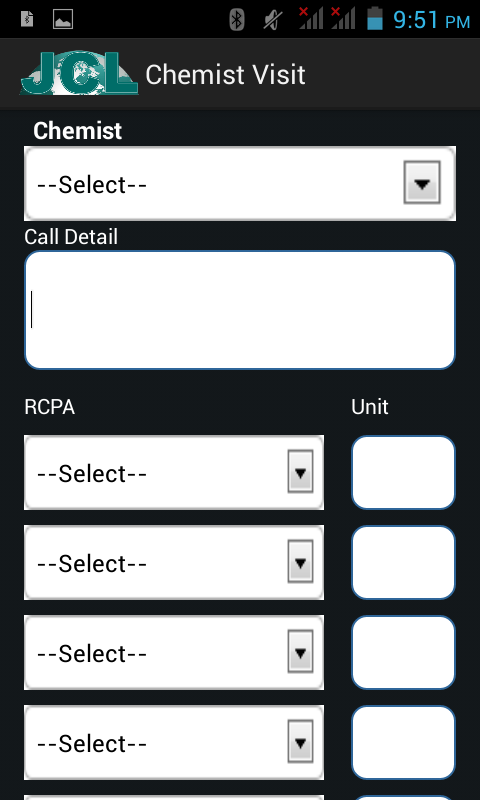 9:51 PM
JCL Chemist Visit
Chemist
--Select--
Call Detail
RCPA Unit
--Select--
--Select--
--Select--
--Select--